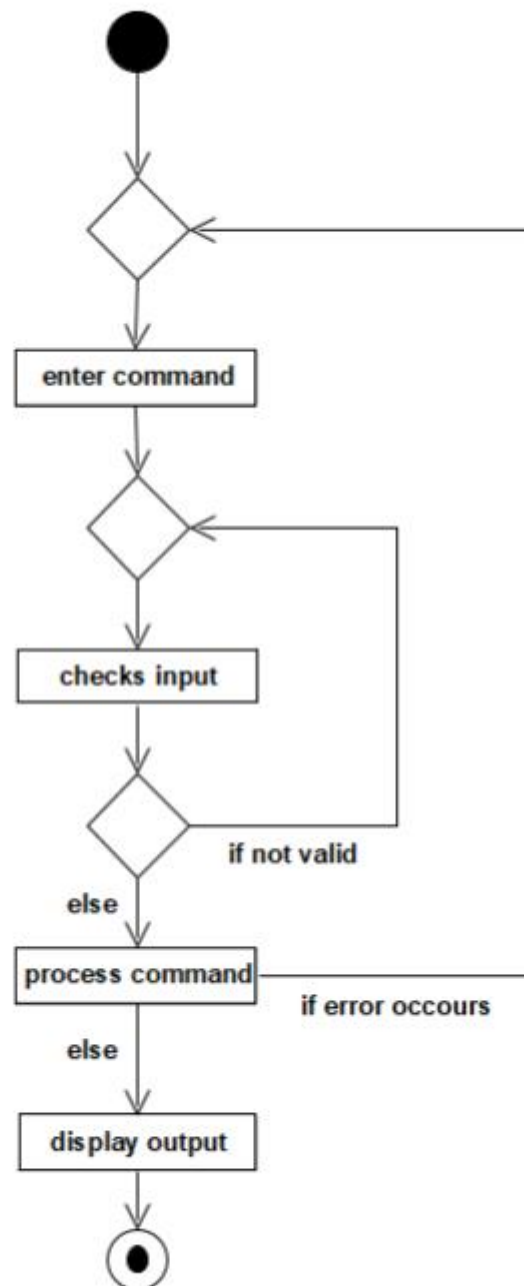 enter command
checks input
if not valid
else
process command
if error occours
else
display output